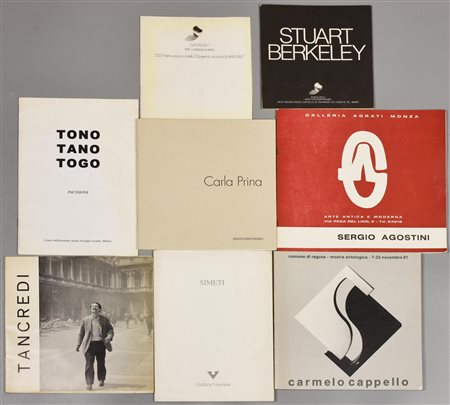 STUART
BERKELEY
TONO
TANO
TOGO
INCISIONI
Carla Prina
SPAZIOTEMPORANEO
GALLERIA AGRATI MONZA
ARTE ANTICA E MODERNA
SERGIO AGOSTINI
TANCREDI
SIMETI
Galleria Vinciana
comune di ragusa - mostra antologica - 7-22 novembre 81
carmelo cappello